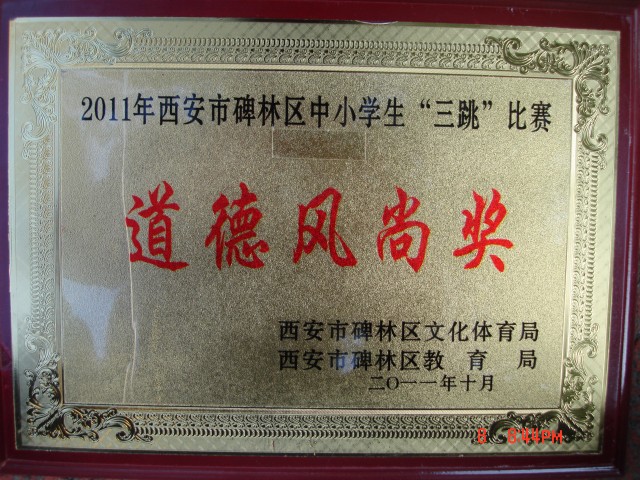 2011年西安市碑林区中小学生“三跳”比赛
道德风尚奖
西安市碑林区文化体育局
西安市碑林区教育局
二〇一一年十月
8:44PM